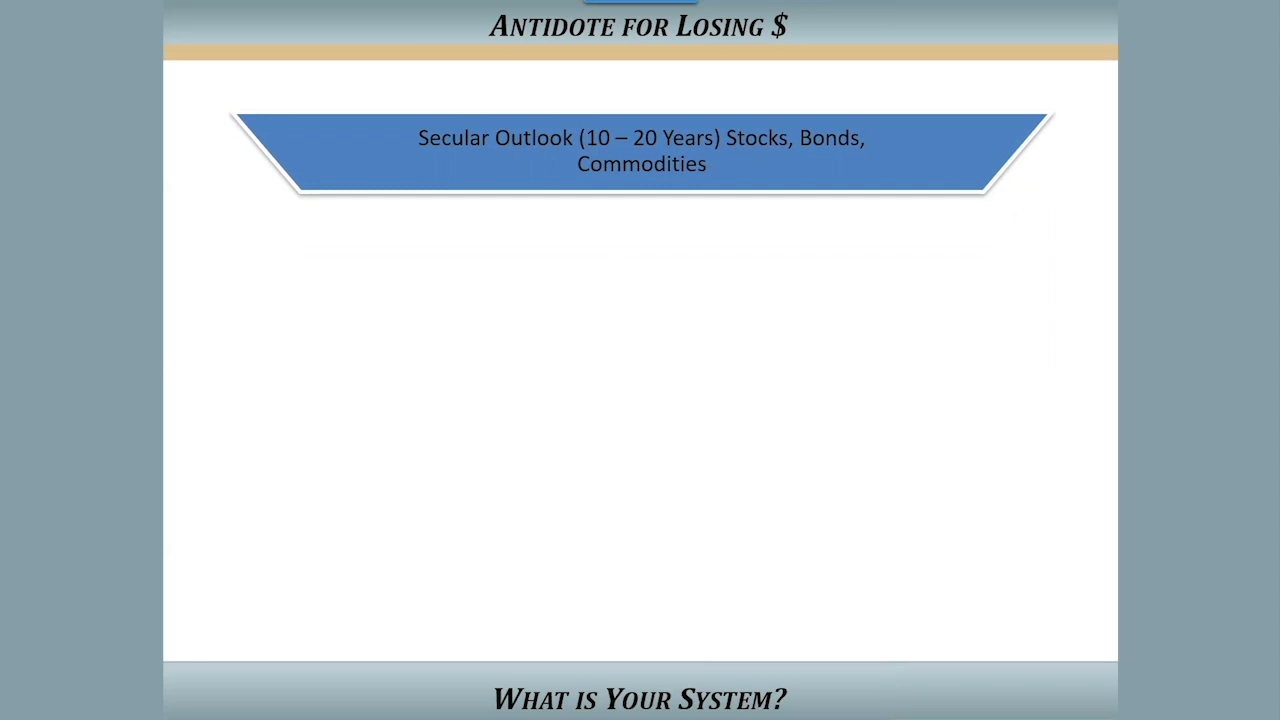 Antidote for Losing $
Secular Outlook (10 – 20 Years) Stocks, Bonds,
Commodities
What is Your System?